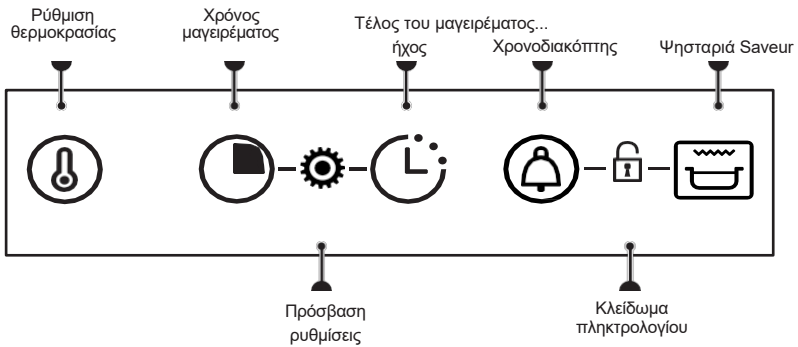 Ρύθμιση
θερμοκρασίας
Χρόνος
μαγειρέματος
Τέλος του μαγειρέματος...
ήχος
Χρονοδιακόπτης
Ψησταριά Saveur
Πρόσβαση
ρυθμίσεις
Κλείδωμα
πληκτρολογίου